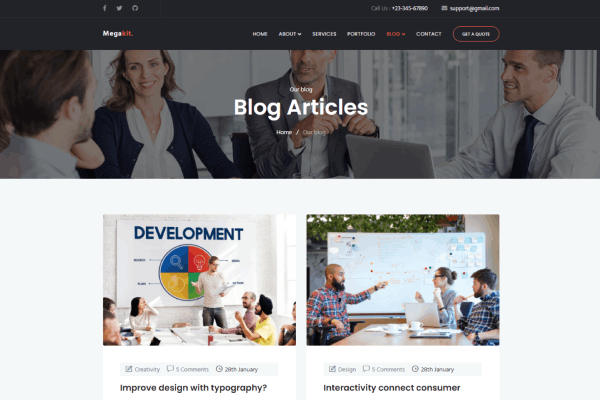 Call Us : +23-345-67890 support@gmail.com
Megakit. HOME ABOUT SERVICES PORTFOLIO BLOG CONTACT GET A QUOTE
Our blog
Blog Articles
Home / Our blog
DEVELOPMENT
Creativity 5 Comments 28th January
Improve design with typography?
Design 5 Comments 28th January
Interactivity connect consumer